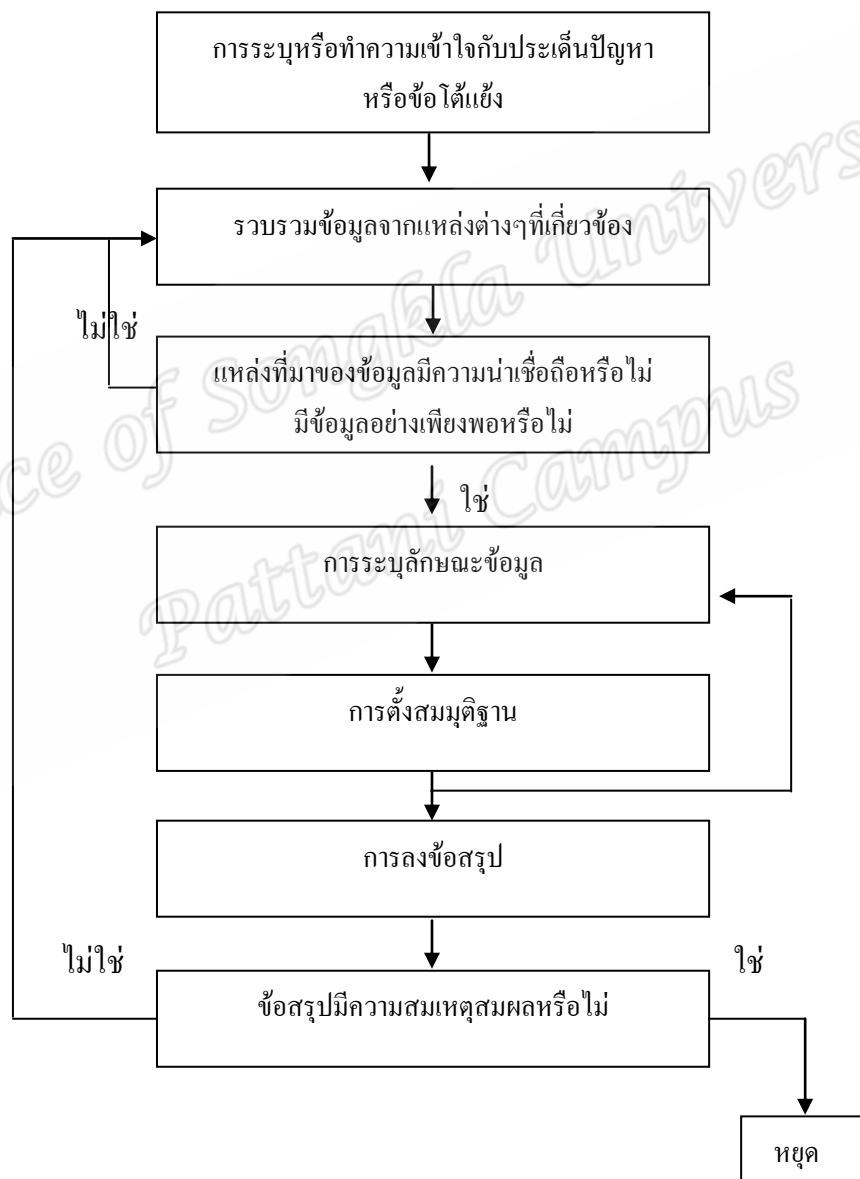 การระบุหรือทำความเข้าใจกับประเด็นปัญหา
หรือข้อโต้แย้ง
รวบรวมข้อมูลจากแหล่งต่างๆที่เกี่ยวข้อง
ไม่ใช่
แหล่งที่มาของข้อมูลมีความน่าเชื่อถือหรือไม่
มีข้อมูลอย่างเพียงพอหรือไม่
ใช่
การระบุลักษณะข้อมูล
การตั้งสมมุติฐาน
การลงข้อสรุป
ไม่ใช่
ใช่
ข้อสรุปมีความสมเหตุสมผลหรือไม่
หยุด
ce of Songkla Univers
Pattani Campus